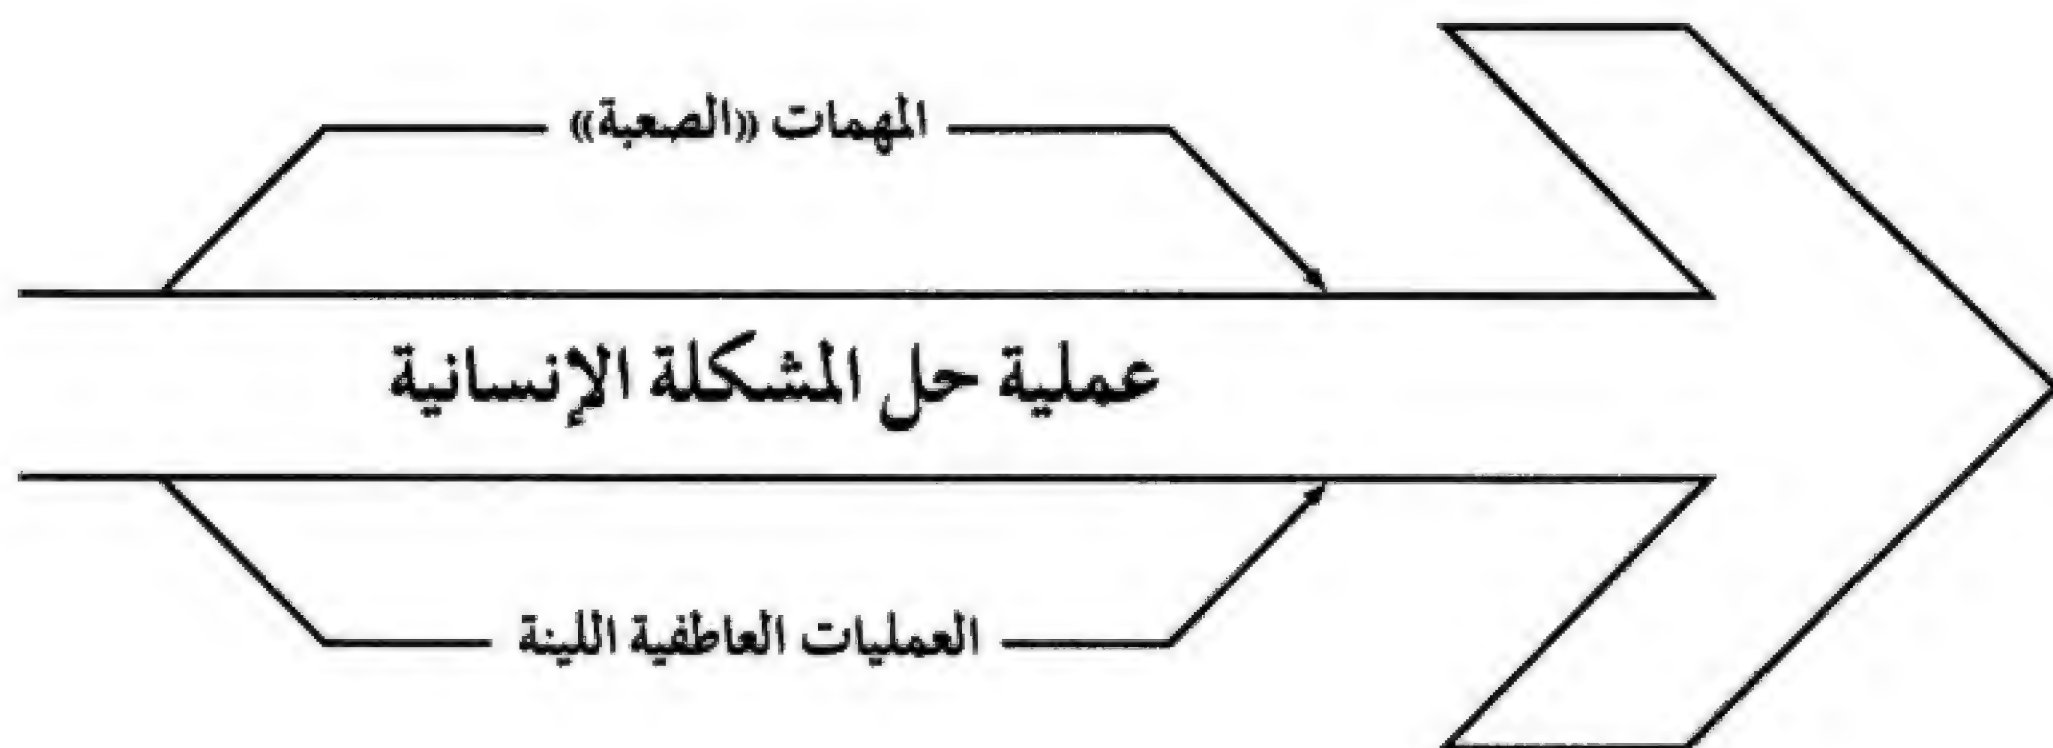 المهمات «الصعبة»
عملية حل المشكلة الإنسانية
العمليات العاطفية اللينة